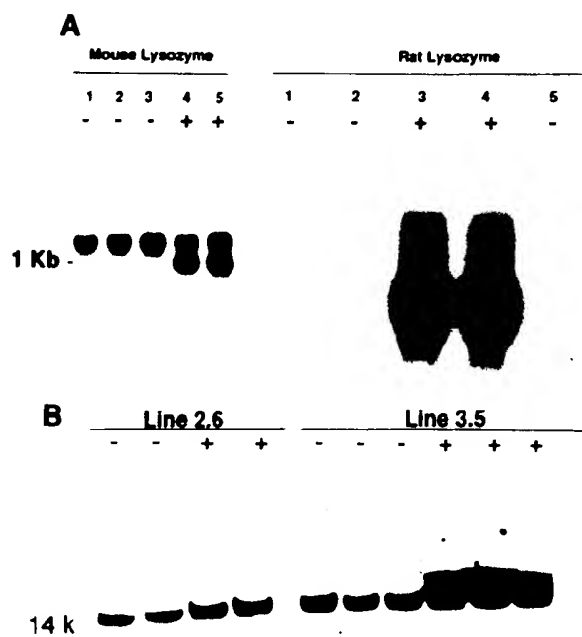 A
Mouse Lysozyme Rat Lysozyme
1 2 3 4 5 1 2 3 4 5
- - - + + - - + + -
1 Kb -
B
Line 2.6 Line 3.5
- - + + - - - + + +
14 k